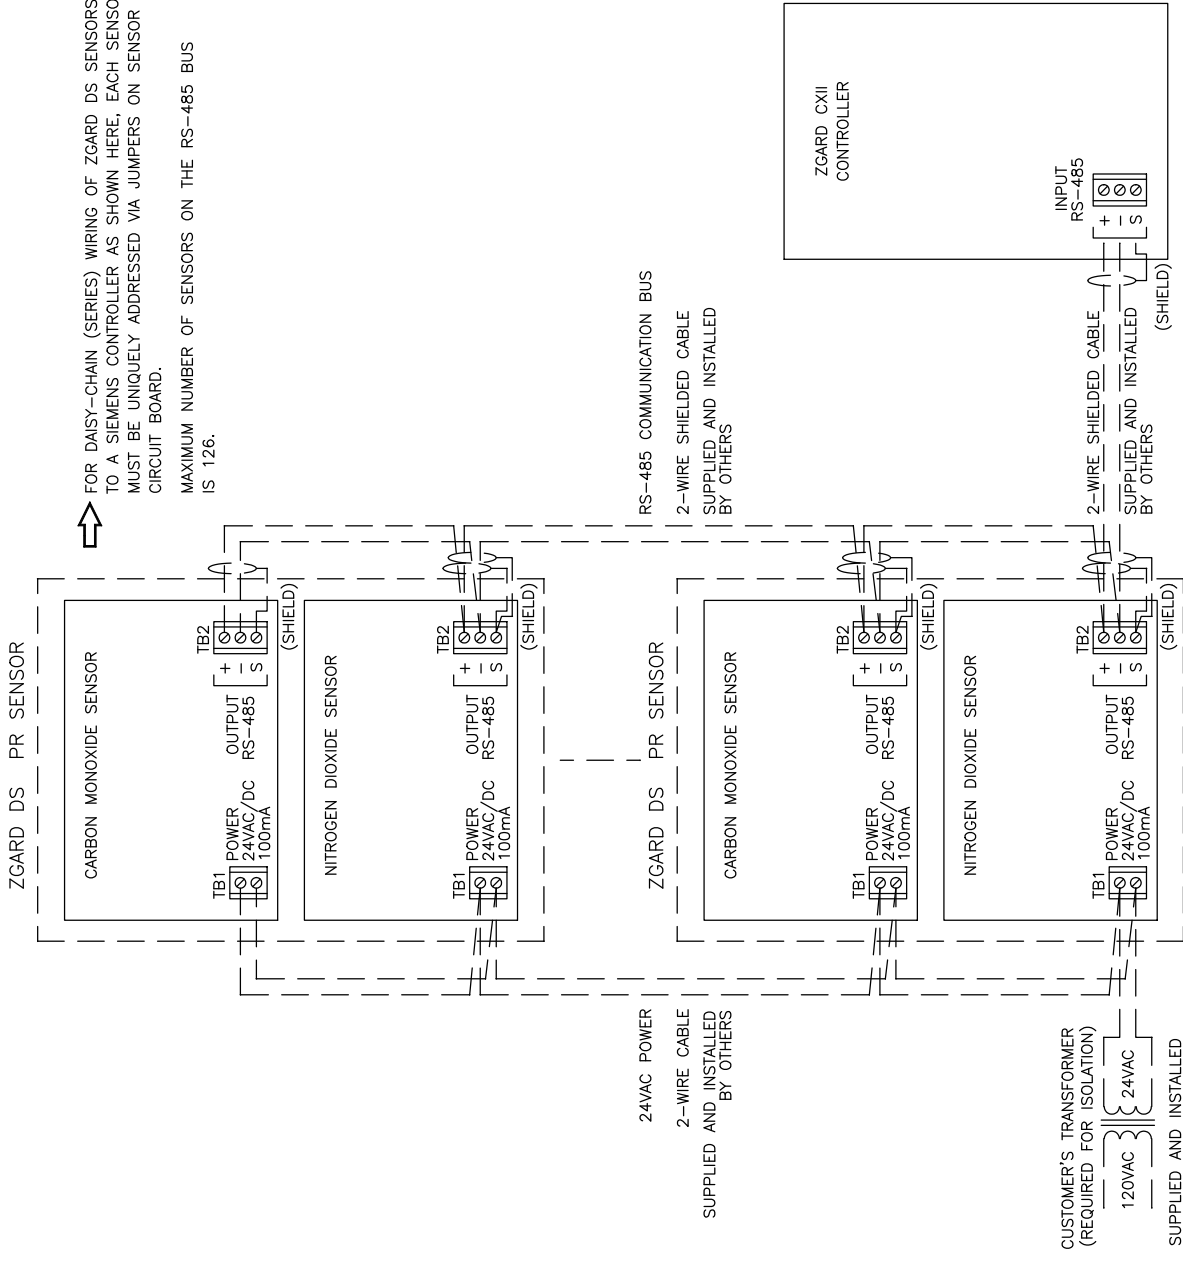 FOR DAISY-CHAIN (SERIES) WIRING OF ZGARD DS SENSORS
TO A SIEMENS CONTROLLER AS SHOWN HERE, EACH
MUST BE UNIQUELY ADDRESSED VIA JUMPERS ON SENSOR
CIRCUIT BOARD.
MAXIMUM NUMBER OF SENSORS ON THE RS-485 BUS
IS 126.
ZGARD DS PR SENSOR
CARBON MONOXIDE SENSOR
TB1
POWER
24VAC/DC
100mA
OUTPUT
RS-485
+
-
S
TB2
(SHIELD)
NITROGEN DIOXIDE SENSOR
TB1
POWER
24VAC/DC
100mA
OUTPUT
RS-485
+
-
S
TB2
(SHIELD)
24VAC POWER
2-WIRE CABLE
SUPPLIED AND INSTALLED
BY OTHERS
RS-485 COMMUNICATION BUS
2-WIRE SHIELDED CABLE
SUPPLIED AND INSTALLED
BY OTHERS
ZGARD DS PR SENSOR
CARBON MONOXIDE SENSOR
TB1
POWER
24VAC/DC
100mA
OUTPUT
RS-485
+
-
S
TB2
(SHIELD)
NITROGEN DIOXIDE SENSOR
TB1
POWER
24VAC/DC
100mA
OUTPUT
RS-485
+
-
S
TB2
(SHIELD)
CUSTOMER'S TRANSFORMER
(REQUIRED FOR ISOLATION)
120VAC
24VAC
SUPPLIED AND INSTALLED
2-WIRE SHIELDED CABLE
SUPPLIED AND INSTALLED
BY OTHERS
ZGARD CXII
CONTROLLER
INPUT
RS-485
+
-
S
(SHIELD)